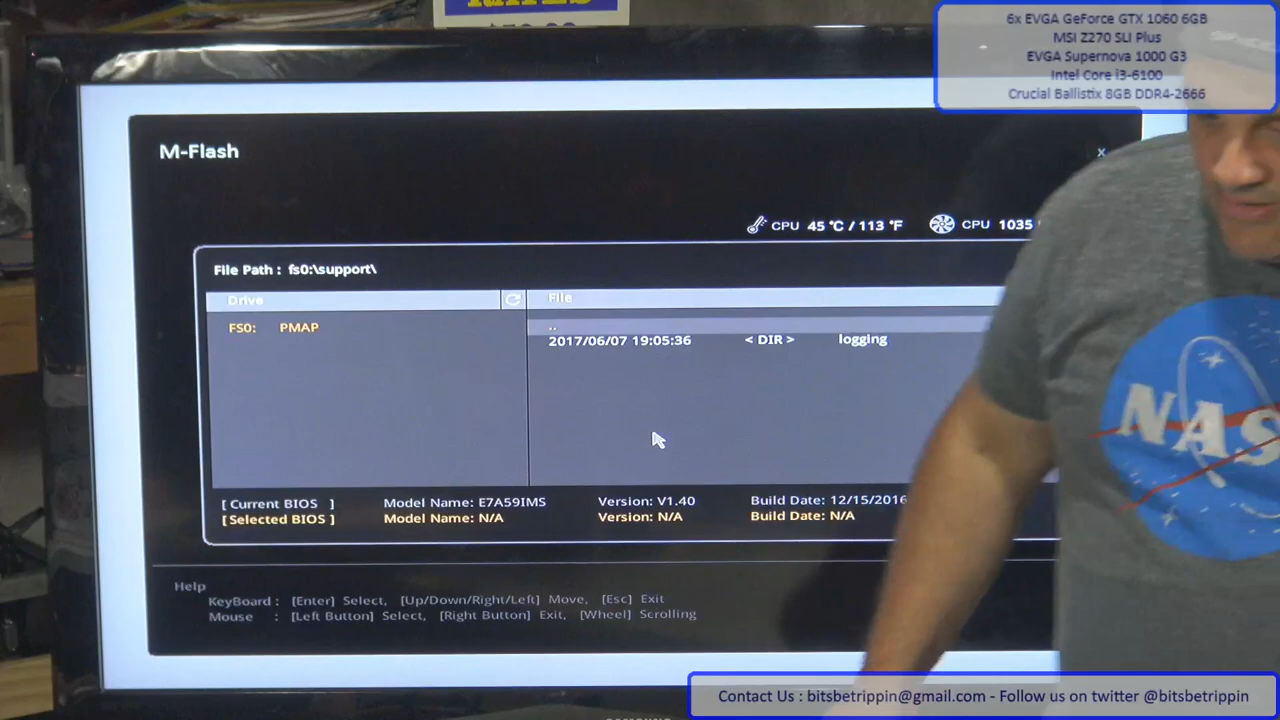 6x EVGA GeForce GTX 1060 6GB
MSI Z270 SLI Plus
EVGA Supernova 1000 G3
Intel Core i3-6100
Crucial Ballistix 8GB DDR4-2666
M-Flash
x
CPU 45 °C / 113 °F CPU 1035
File Path : fs0:\support\
Drive File
FS0: PMAP ..
2017/06/07 19:05:36 < DIR > logging
[ Current BIOS ] Model Name: E7A59IMS Version: V1.40 Build Date: 12/15/2016
[ Selected BIOS ] Model Name: N/A Version: N/A Build Date: N/A
Help
KeyBoard : [Enter] Select, [Up/Down/Right/Left] Move, [Esc] Exit
Mouse : [Left Button] Select, [Right Button] Exit, [Wheel] Scrolling
NAS
Contact Us : bitsbetrippin@gmail.com - Follow us on twitter @bitsbetrippin